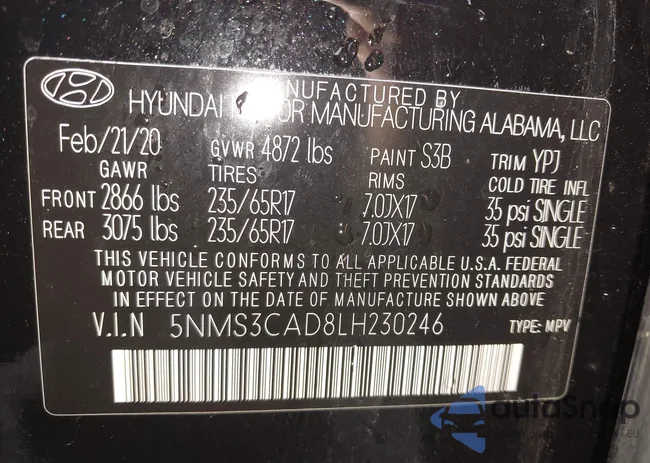 MANUFACTURED BY
HYUNDAI MOTOR MANUFACTURING ALABAMA, LLC
Feb/21/20 GVWR 4872 lbs PAINT S3B TRIM YPJ
GAWR TIRES RIMS COLD TIRE INFL
FRONT 2866 lbs 235/65R17 7.0JX17 35 psi SINGLE
REAR 3075 lbs 235/65R17 7.0JX17 35 psi SINGLE
THIS VEHICLE CONFORMS TO ALL APPLICABLE U.S.A. FEDERAL
MOTOR VEHICLE SAFETY AND THEFT PREVENTION STANDARDS
IN EFFECT ON THE DATE OF MANUFACTURE SHOWN ABOVE
V.I.N 5NMS3CAD8LH230246 TYPE: MPV
autoSnap